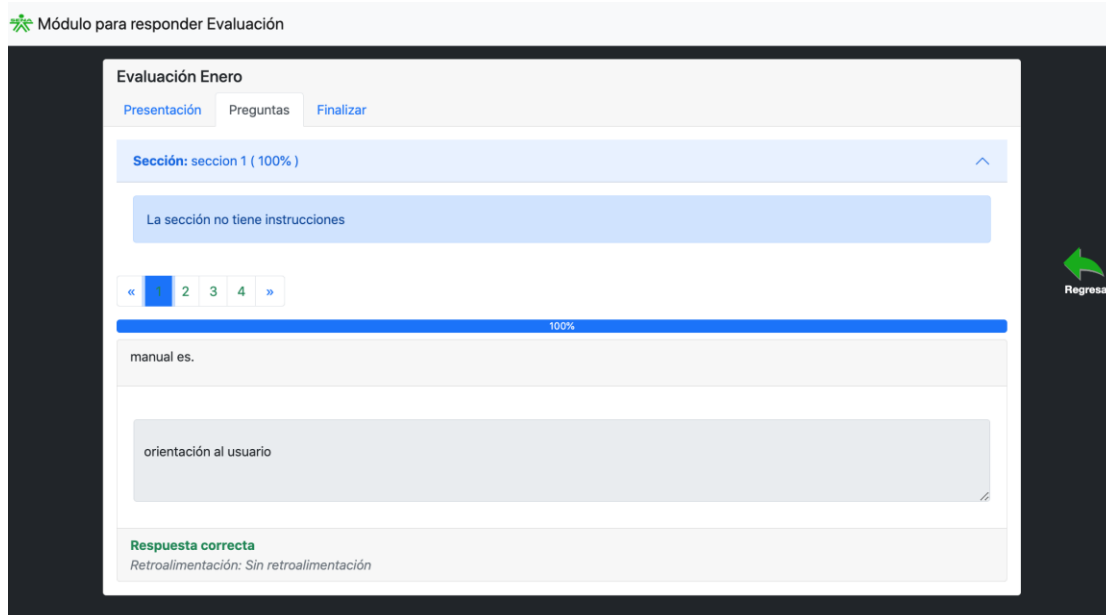 Módulo para responder Evaluación
Evaluación Enero
Presentación Preguntas Finalizar
Sección: seccion 1 ( 100% )
La sección no tiene instrucciones
« 1 2 3 4 »
100%
manual es.
orientación al usuario
Respuesta correcta
Retroalimentación: Sin retroalimentación
Regresa